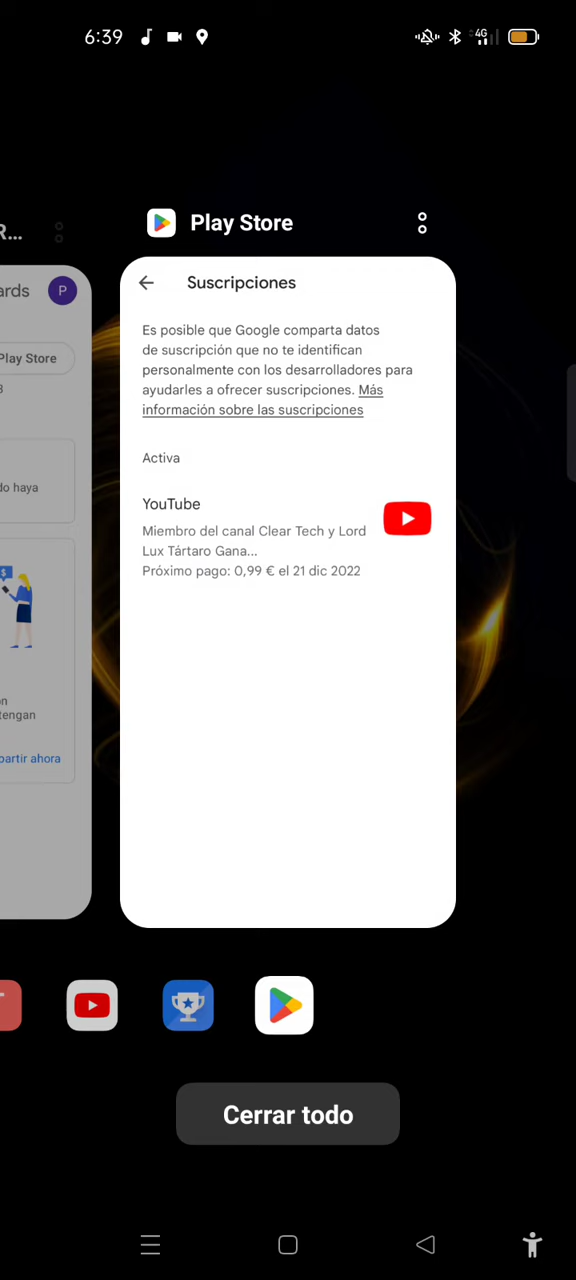 6:39
4G
R...
Play Store
ards
P
Suscripciones
Play Store
Es posible que Google comparta datos
de suscripción que no te identifican
personalmente con los desarrolladores para
ayudarles a ofrecer suscripciones. Más
información sobre las suscripciones
do haya
Activa
YouTube
Miembro del canal Clear Tech y Lord
Lux Tártaro Gana...
Próximo pago: 0,99 € el 21 dic 2022
$
n
tengan
partir ahora
Cerrar todo